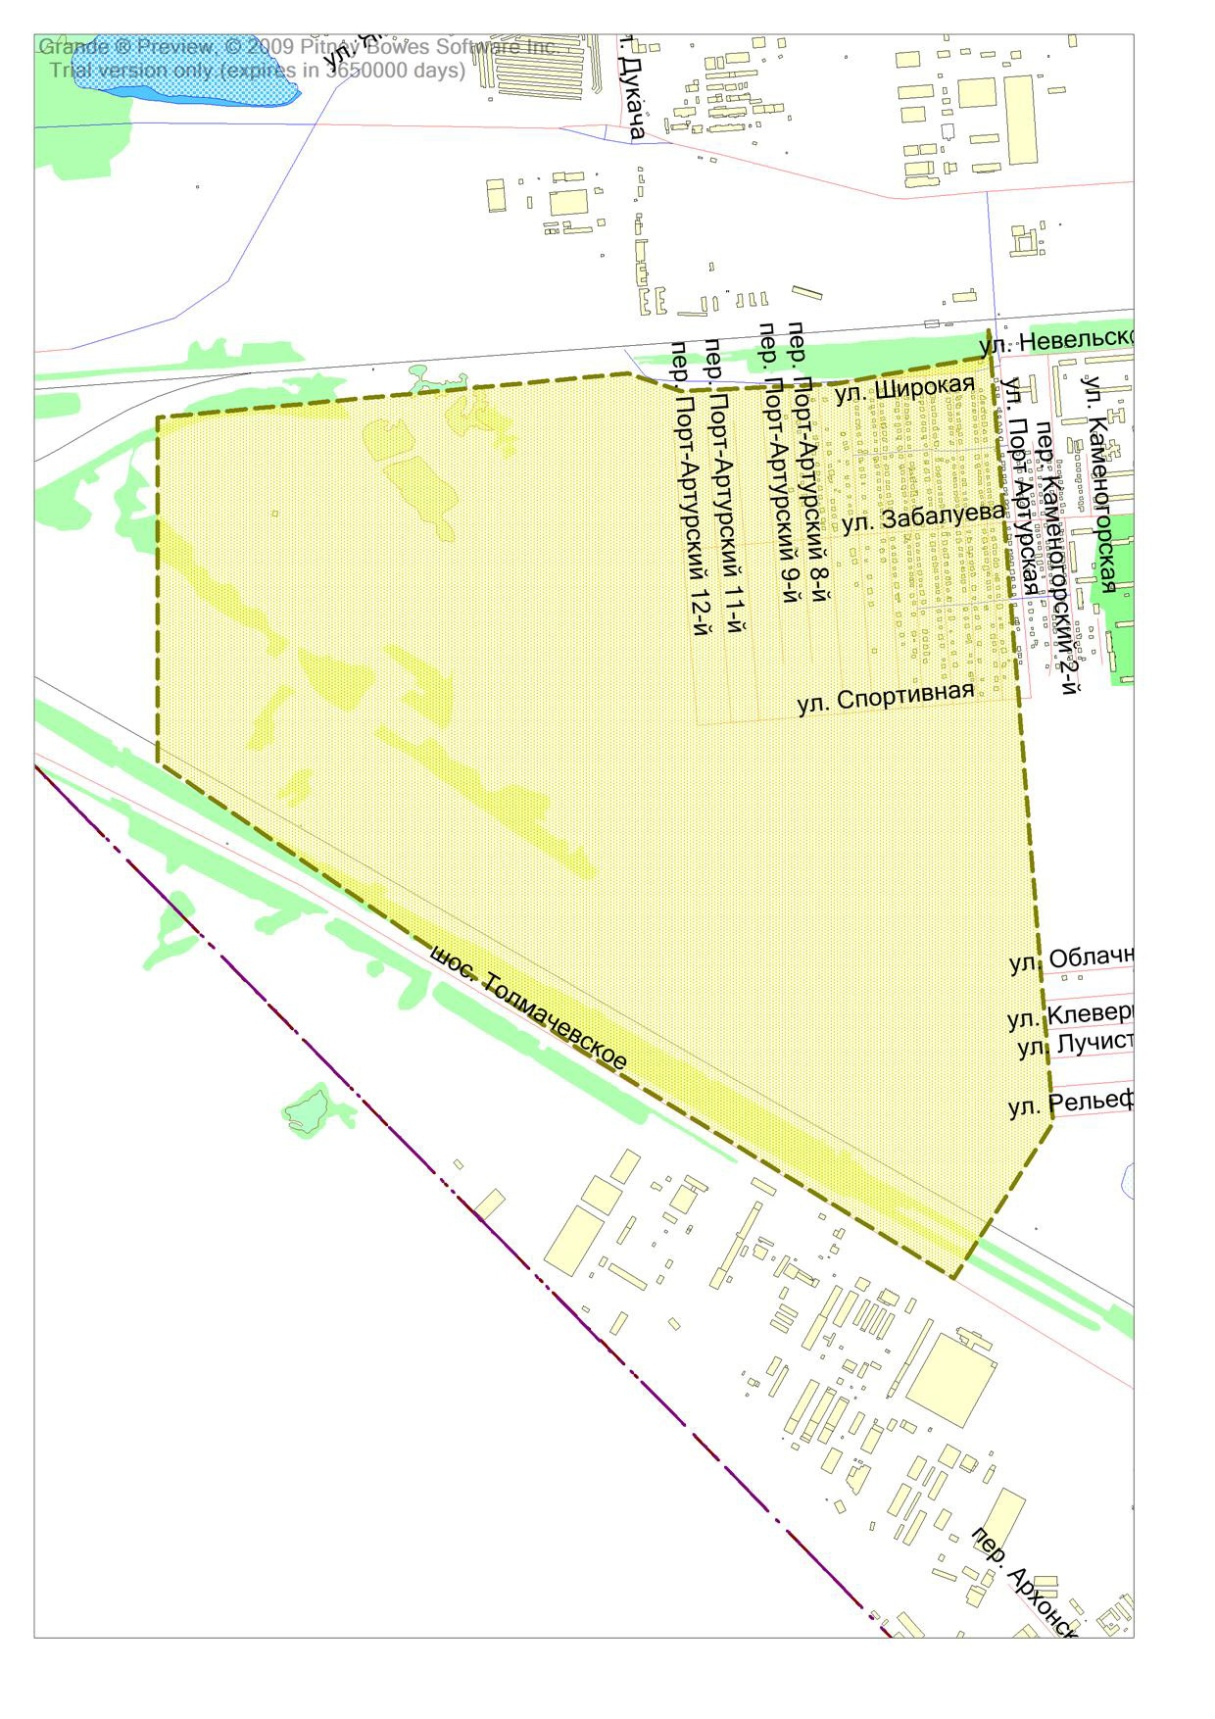 Grande ® Preview, © 2009 Pitney Bowes Software Inc.
Trial version only (expires in 3650000 days)
ул.
т. Дукача
ул. Невельско
ул. Широкая
пер. Порт-Артурский 12-й
пер. Порт-Артурский 11-й
пер. Порт-Артурский 9-й
пер. Порт-Артурский 8-й
ул. Порт Артурская
пер. Каменогорский 2-й
ул. Каменогорская
ул. Забалуева
ул. Спортивная
шос. Толмачевское
ул. Облачн
ул. Клевер
ул. Лучист
ул. Рельеф
пер. Архонск